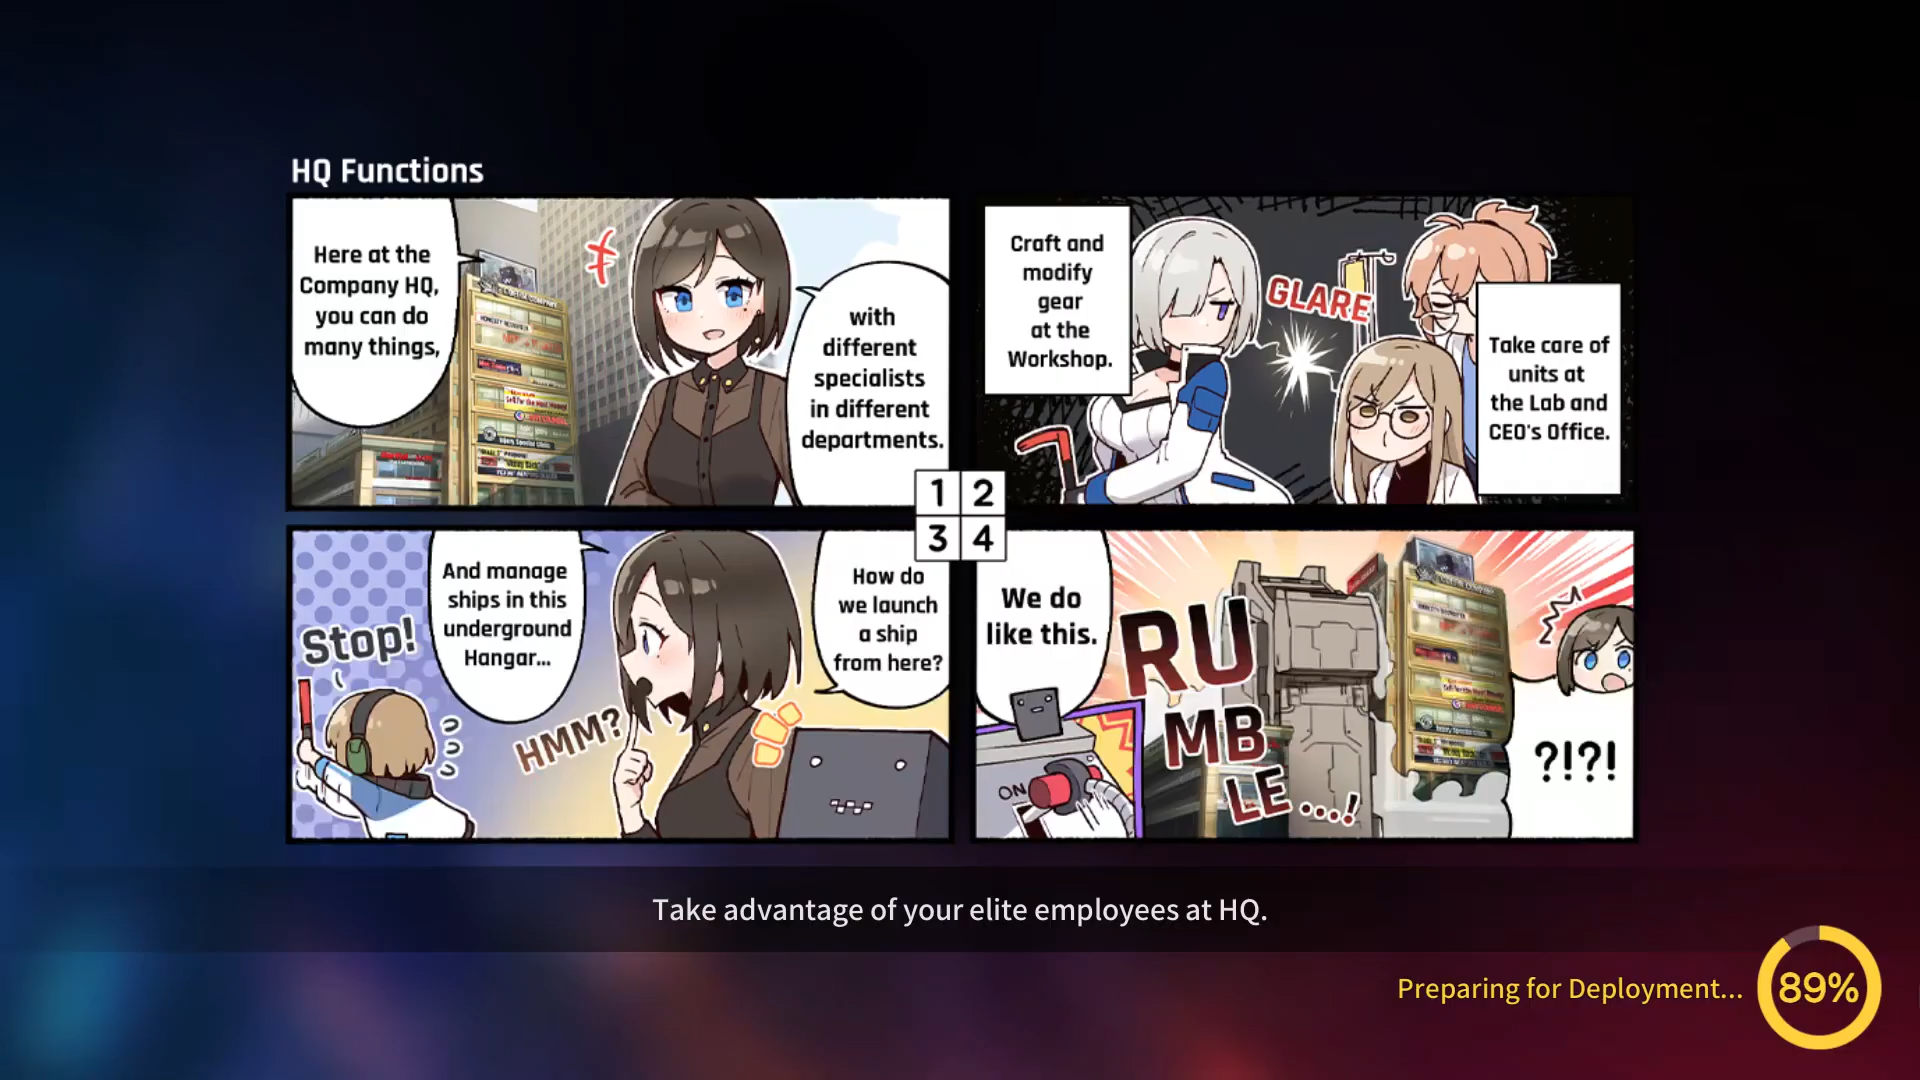 HQ Functions
Here at the
Company HQ,
you can do
many things,
with
different
specialists
in different
departments.
Craft and
modify
gear
at the
Workshop.
GLARE
Take care of
units at
the Lab and
CEO's Office.
1 2
3 4
Stop!
And manage
ships in this
underground
Hangar...
HMM?
How do
we launch
a ship
from here?
We do
like this.
ON
RU
MB
LE...!
?!?!
Take advantage of your elite employees at HQ.
Preparing for Deployment...
89%